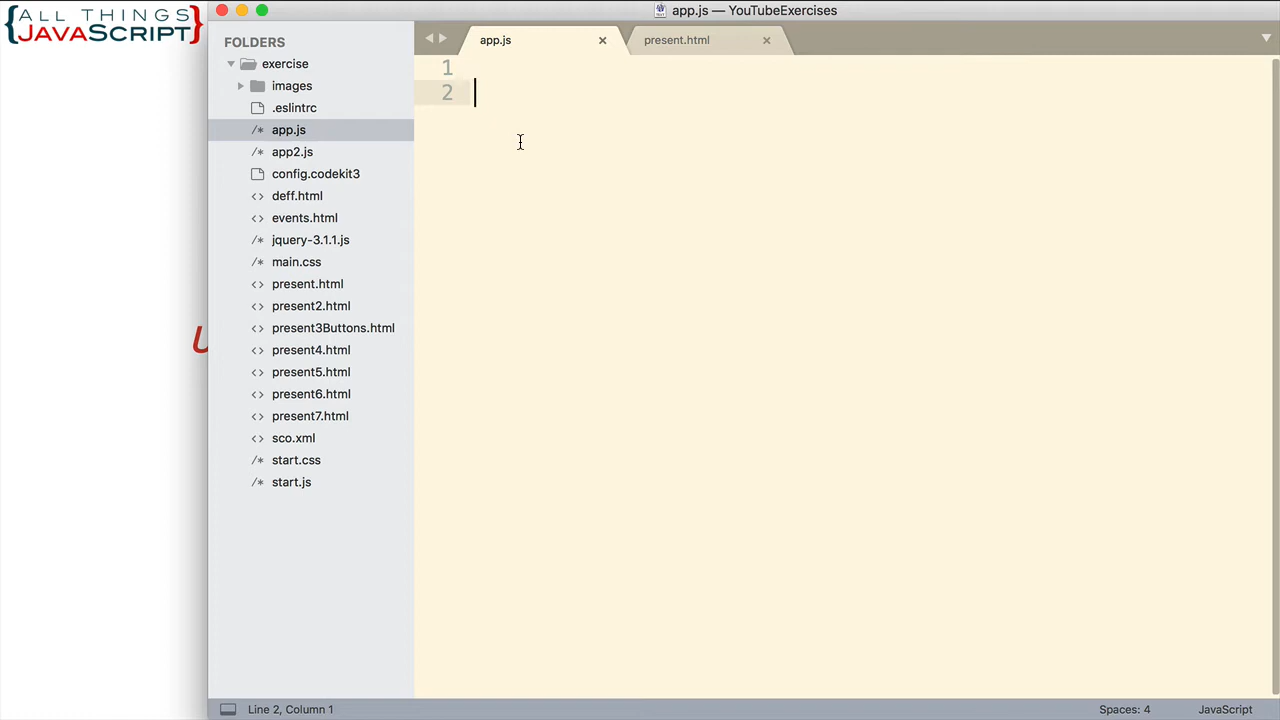 {ALL THINGS
JAVASCRIPT}
app.js — YouTubeExercises
FOLDERS
exercise
images
.eslintrc
app.js
app2.js
config.codekit3
deff.html
events.html
jquery-3.1.1.js
main.css
present.html
present2.html
present3Buttons.html
present4.html
present5.html
present6.html
present7.html
sco.xml
start.css
start.js
app.js
present.html
1
2
Line 2, Column 1
Spaces: 4
JavaScript